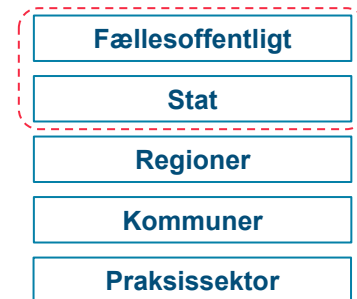 Fællesoffentligt
Stat
Regioner
Kommuner
Praksissektor